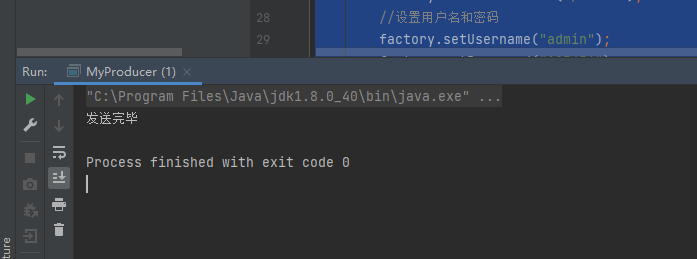 28
//设置用户名和密码
29
factory.setUsername("admin");
Run:
MyProducer (1)
"C:\Program Files\Java\jdk1.8.0_40\bin\java.exe" ...
发送完毕
Process finished with exit code 0
ture